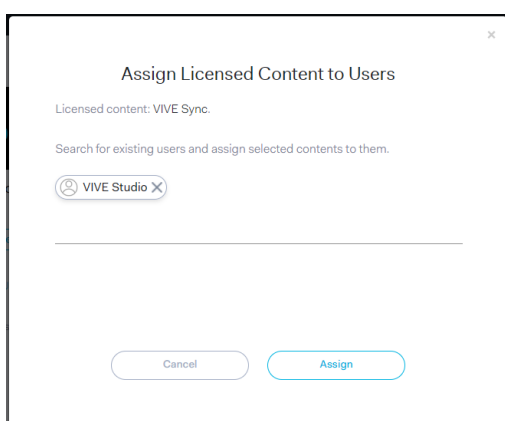 Assign Licensed Content to Users
Licensed content: VIVE Sync.
Search for existing users and assign selected contents to them.
VIVE Studio
Cancel
Assign